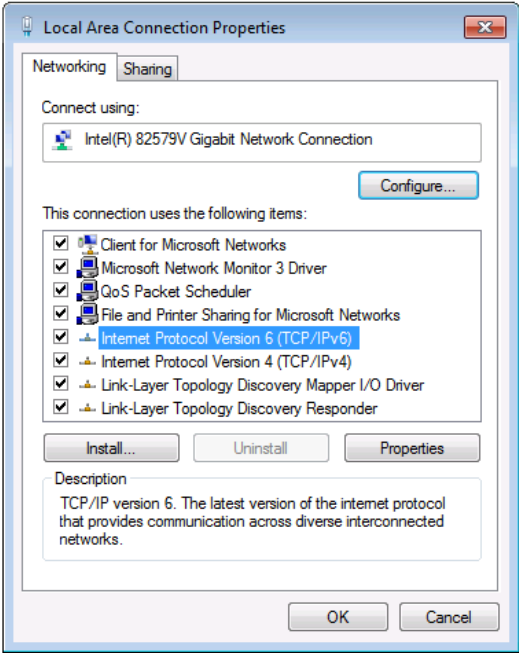 Local Area Connection Properties
Networking
Sharing
Connect using:
Intel(R) 82579V Gigabit Network Connection
Configure...
This connection uses the following items:
Client for Microsoft Networks
Microsoft Network Monitor 3 Driver
QoS Packet Scheduler
File and Printer Sharing for Microsoft Networks
Internet Protocol Version 6 (TCP/IPv6)
Internet Protocol Version 4 (TCP/IPv4)
Link-Layer Topology Discovery Mapper I/O Driver
Link-Layer Topology Discovery Responder
Install...
Uninstall
Properties
Description
TCP/IP version 6. The latest version of the internet protocol
that provides communication across diverse interconnected
networks.
OK
Cancel